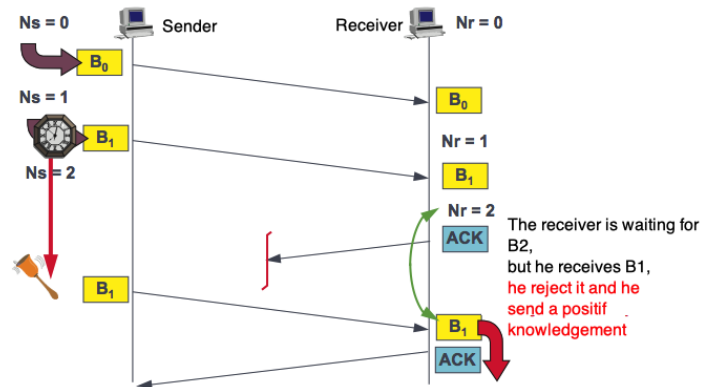 Ns = 0
Sender
Receiver
Nr = 0
B0
B0
Ns = 1
B1
Nr = 1
B1
Ns = 2
Nr = 2
ACK
The receiver is waiting for
B2,
but he receives B1,
he reject it and he
send a positif
knowledgement
B1
B1
ACK